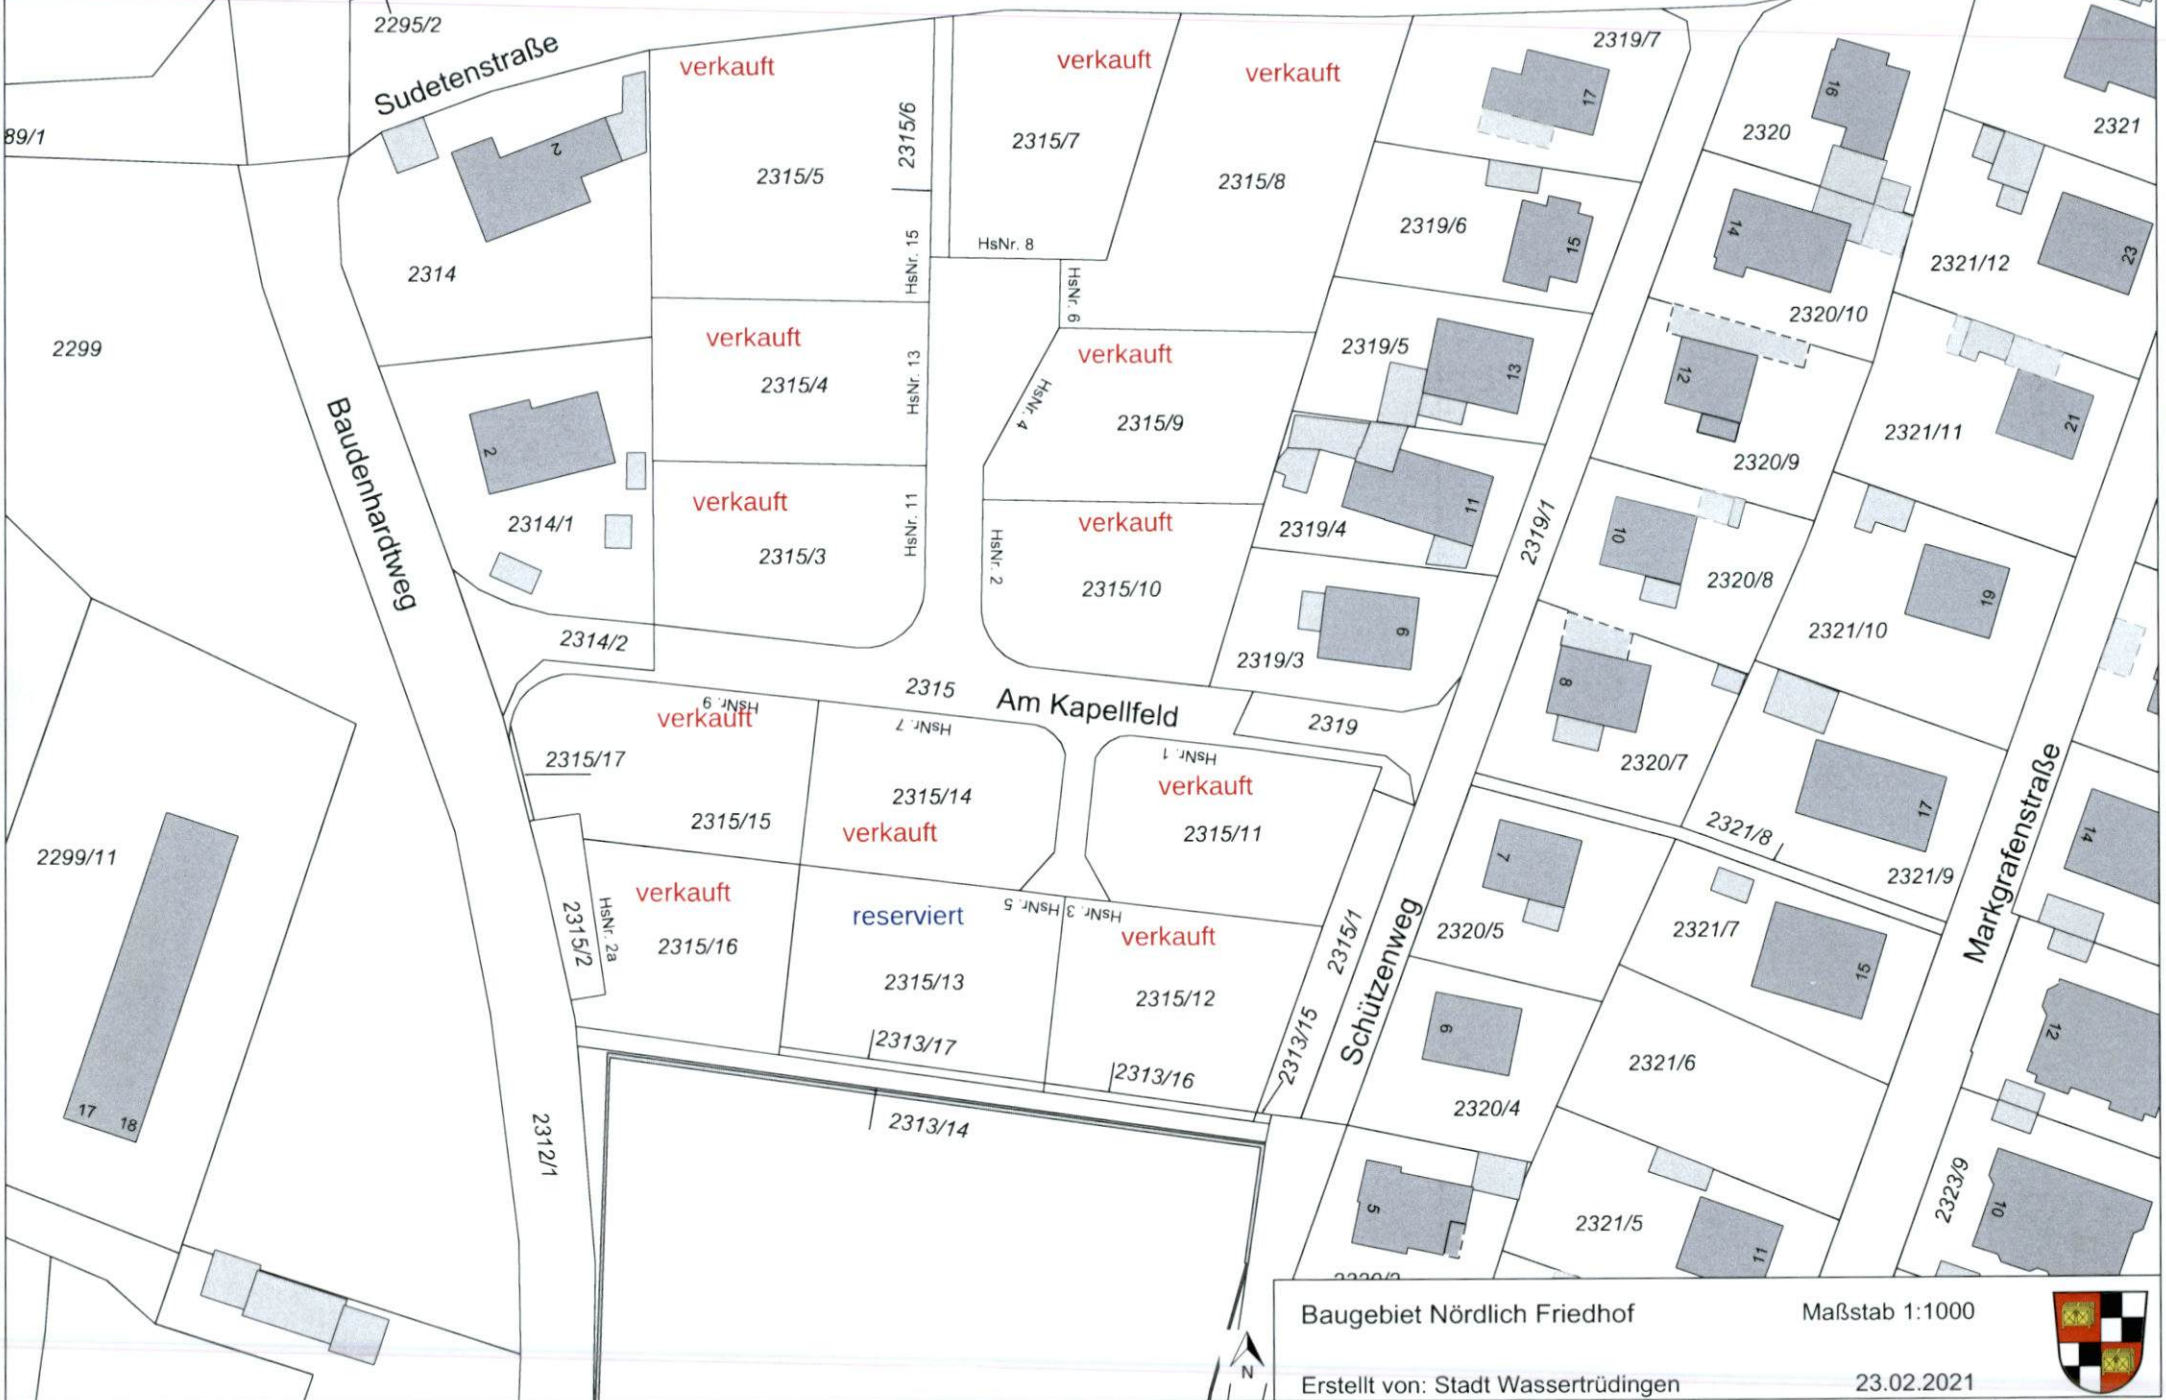 2295/2
Sudetenstraße
89/1
verkauft
2315/5
2315/6
HsNr. 15
verkauft
2315/7
HsNr. 8
verkauft
2315/8
HsNr. 6
2319/7
17
2320
16
2321
2314
2
2319/6
15
14
2320/10
2321/12
23
2299
verkauft
2315/4
HsNr. 13
verkauft
HsNr. 4
2315/9
2319/5
13
12
2320/9
2321/11
21
Baudenhardtweg
2
2314/1
verkauft
2315/3
HsNr. 11
HsNr. 2
verkauft
2315/10
2319/4
11
2319/1
10
2320/8
2321/10
19
2314/2
2319/3
9
8
2320/7
2315
Am Kapellfeld
2319
HsNr. 9
verkauft
2315/17
2315/15
HsNr. 7
2315/14
verkauft
HsNr. 1
verkauft
2315/11
2321/8
17
2321/9
Markgrafenstraße
14
2299/11
2315/2
HsNr. 2a
verkauft
2315/16
reserviert
2315/13
HsNr. 5
HsNr. 3
verkauft
2315/12
2315/1
Schützenweg
7
2320/5
2321/7
15
2313/17
2313/16
2313/15
6
2320/4
2321/6
12
17
18
2312/1
2313/14
5
2321/5
11
2323/9
10
N
Baugebiet Nördlich Friedhof
Maßstab 1:1000
Erstellt von: Stadt Wassertrüdingen
23.02.2021